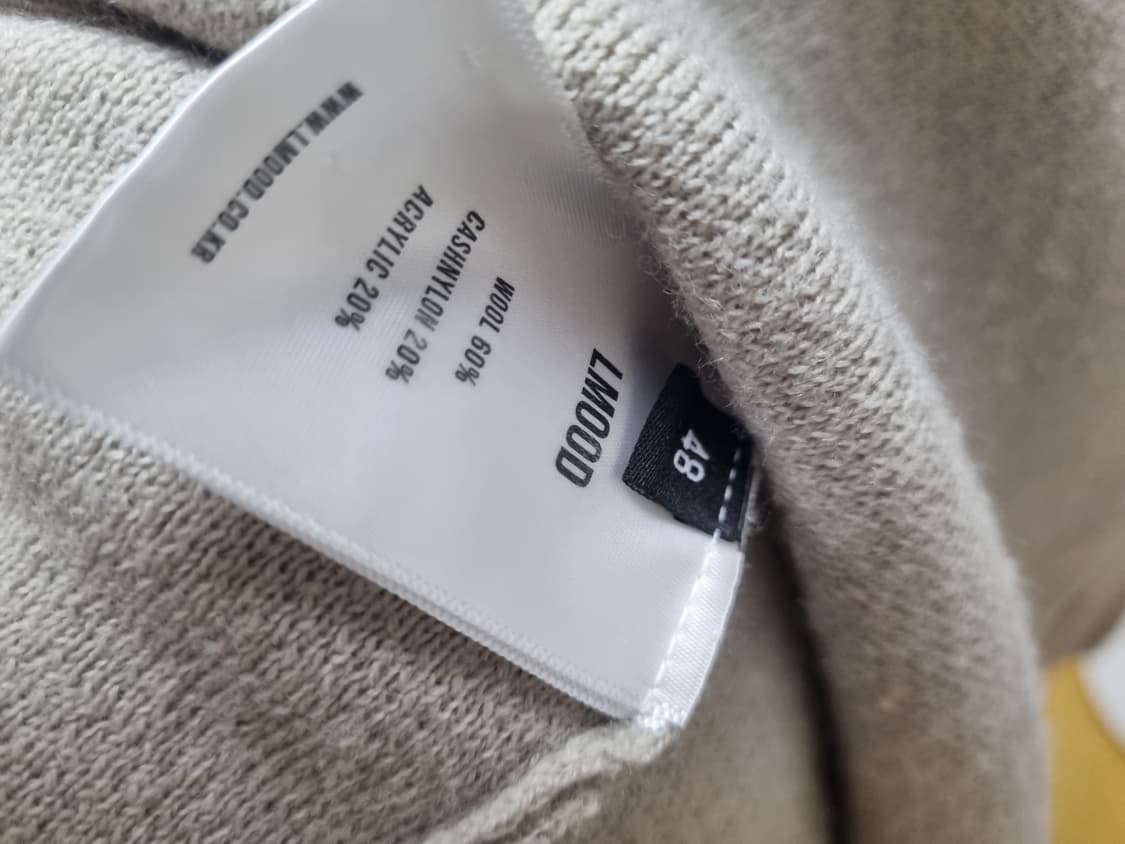 48
LMOOD
WOOL 60%
CASHNYLON 20%
ACRYLIC 20%
WWW.LMOOD.CO.KR